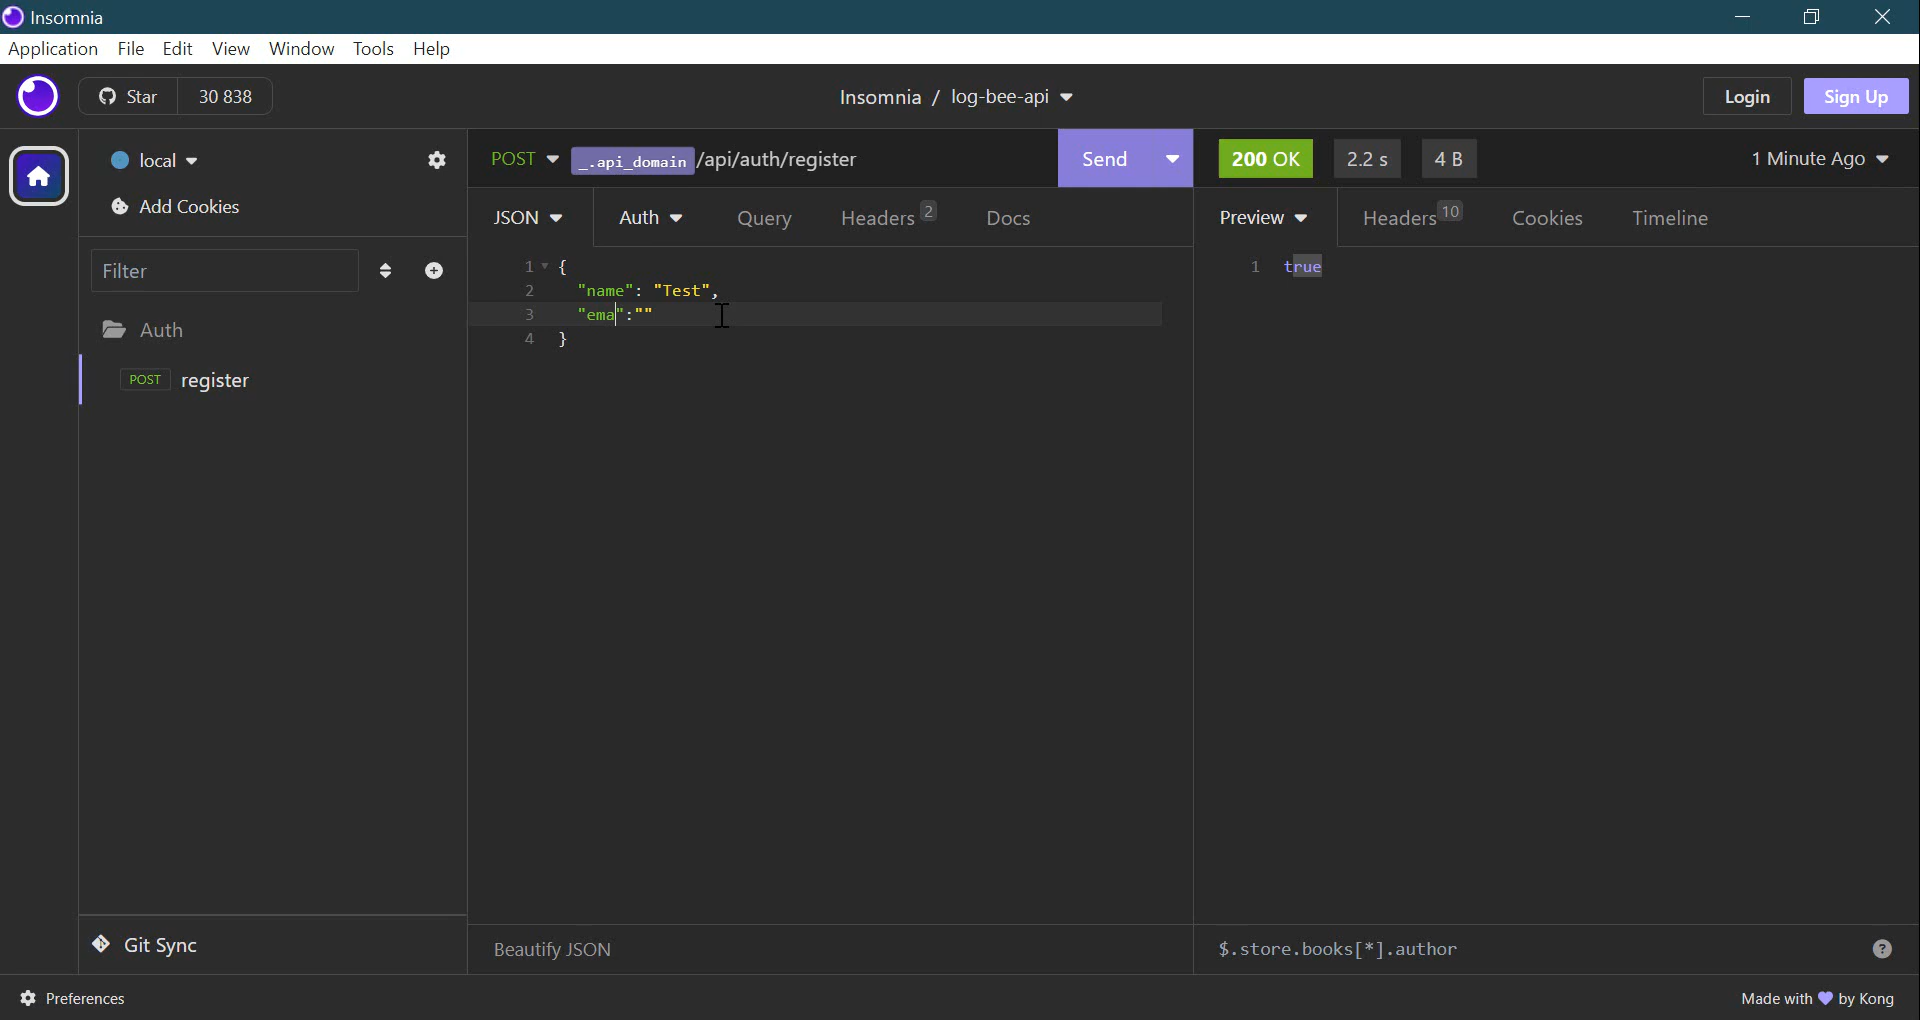 Insomnia
Application File Edit View Window Tools Help
Star 30 838 Insomnia / log-bee-api Login Sign Up
local
Add Cookies
Filter
Auth
POST register
Git Sync
POST _.api_domain /api/auth/register Send
JSON Auth Query Headers 2 Docs
1 {
2 "name": "Test",
3 "ema":""
4 }
Beautify JSON
200 OK 2.2 s 4 B 1 Minute Ago
Preview Headers 10 Cookies Timeline
1 true
$.store.books[*].author ?
Preferences Made with by Kong